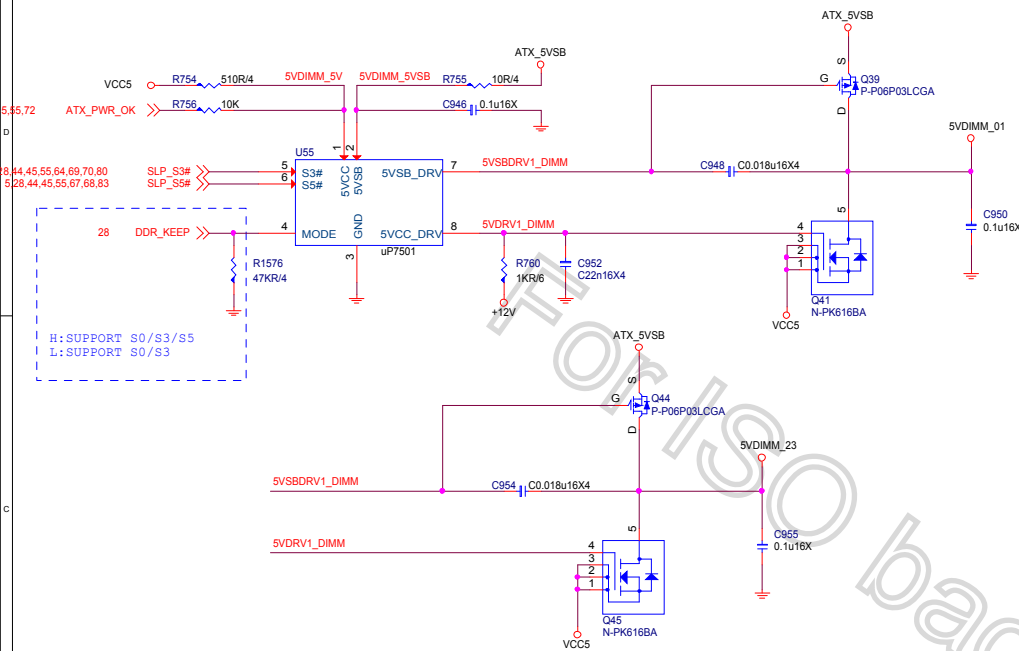 ATX_5VSB
ATX_5VSB
VCC5 R754 510R/4 5VDIMM_5V 5VDIMM_5VSB R755 10R/4
G S Q39
P-P06P03LCGA
D
5,55,72 ATX_PWR_OK R756 10K C946 0.1u16X
D
5VDIMM_01
U55
1 2
8,44,45,55,64,69,70,80 SLP_S3# 5 S3# 5VCC 5VSB 5VSB_DRV 7 5VSBDRV1_DIMM C948 C0.018u16X4
5,28,44,45,55,67,68,83 SLP_S5# 6 S5#
C950
0.1u16X
28 DDR_KEEP 4 MODE GND 5VCC_DRV 8 5VDRV1_DIMM
3 uP7501
5
4
3
2
1
R1576
47KR/4
R760
1KR/6
C952
C22n16X4
+12V
Q41
N-PK616BA
VCC5
H:SUPPORT S0/S3/S5
L:SUPPORT S0/S3
ATX_5VSB
S
G Q44
P-P06P03LCGA
D
5VDIMM_23
5VSBDRV1_DIMM C954 C0.018u16X4
C
C955
0.1u16X
5VDRV1_DIMM
5
4
3
2
1
Q45
N-PK616BA
VCC5
For ISO bac